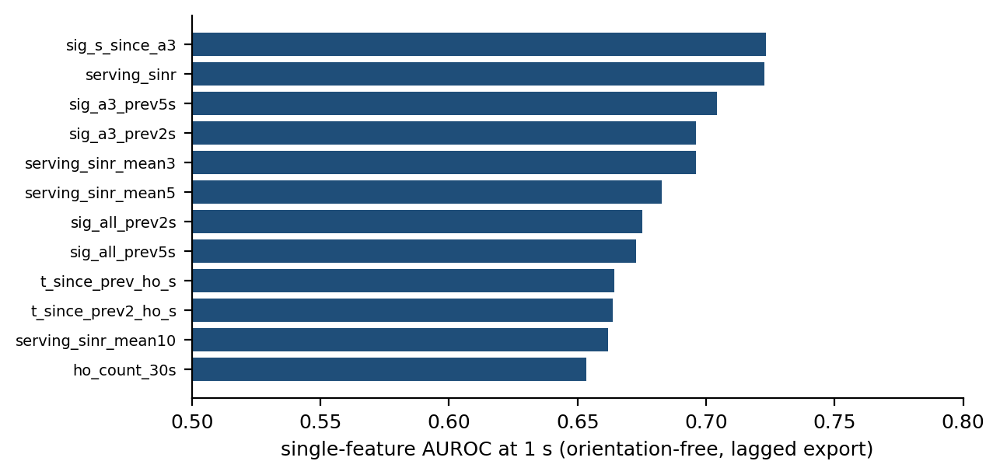 sig_s_since_a3
serving_sinr
sig_a3_prev5s
sig_a3_prev2s
serving_sinr_mean3
serving_sinr_mean5
sig_all_prev2s
sig_all_prev5s
t_since_prev_ho_s
t_since_prev2_ho_s
serving_sinr_mean10
ho_count_30s
0.50 0.55 0.60 0.65 0.70 0.75 0.80
single-feature AUROC at 1 s (orientation-free, lagged export)